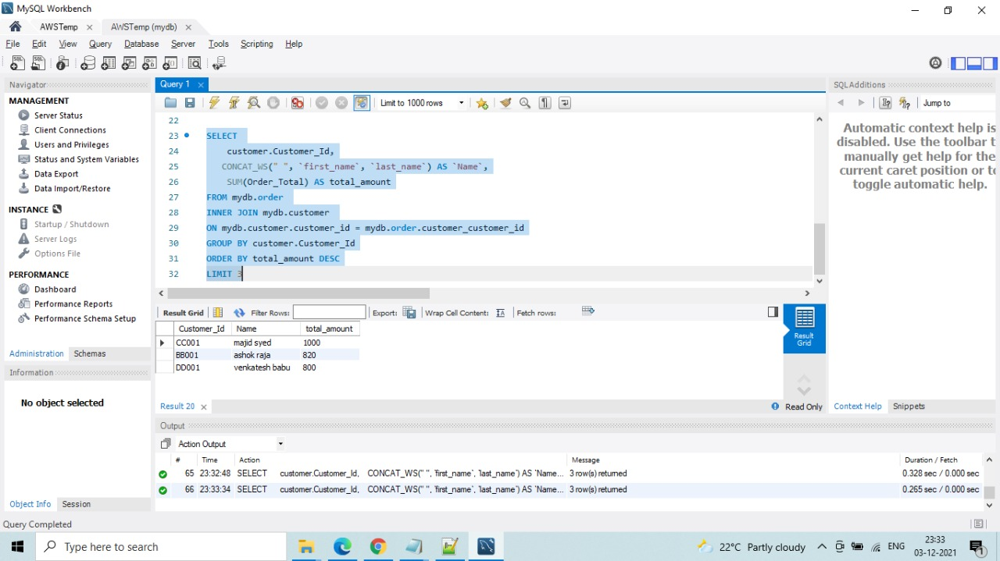 MySQL Workbench
AWSTemp
AWSTemp (mydb)
File Edit View Query Database Server Tools Scripting Help
Navigator
MANAGEMENT
Server Status
Client Connections
Users and Privileges
Status and System Variables
Data Export
Data Import/Restore
INSTANCE
Startup / Shutdown
Server Logs
Options File
PERFORMANCE
Dashboard
Performance Reports
Performance Schema Setup
Administration Schemas
Information
No object selected
Object Info Session
Query 1
Limit to 1000 rows
22
23 SELECT
24 customer.Customer_Id,
25 CONCAT_WS(" ", `first_name`, `last_name`) AS `Name`,
26 SUM(Order_Total) AS total_amount
27 FROM mydb.order
28 INNER JOIN mydb.customer
29 ON mydb.customer.customer_id = mydb.order.customer_customer_id
30 GROUP BY customer.Customer_Id
31 ORDER BY total_amount DESC
32 LIMIT 3
Result Grid Filter Rows: Export: Wrap Cell Content: Fetch rows:
Customer_Id Name total_amount
CC001 majid syed 1000
BB001 ashok raja 820
DD001 venkatesh babu 800
Result Grid
Result 20
Read Only
SQLAdditions
Jump to
Automatic context help is
disabled. Use the toolbar t
manually get help for the
current caret position or to
toggle automatic help.
Context Help Snippets
Output
Action Output
# Time Action Message Duration / Fetch
65 23:32:48 SELECT customer.Customer_Id, CONCAT_WS(" ", `first_name`, `last_name`) AS `Name... 3 row(s) returned 0.328 sec / 0.000 sec
66 23:33:34 SELECT customer.Customer_Id, CONCAT_WS(" ", `first_name`, `last_name`) AS `Name... 3 row(s) returned 0.265 sec / 0.000 sec
Query Completed
Type here to search
22°C Partly cloudy
ENG
23:33
03-12-2021
1